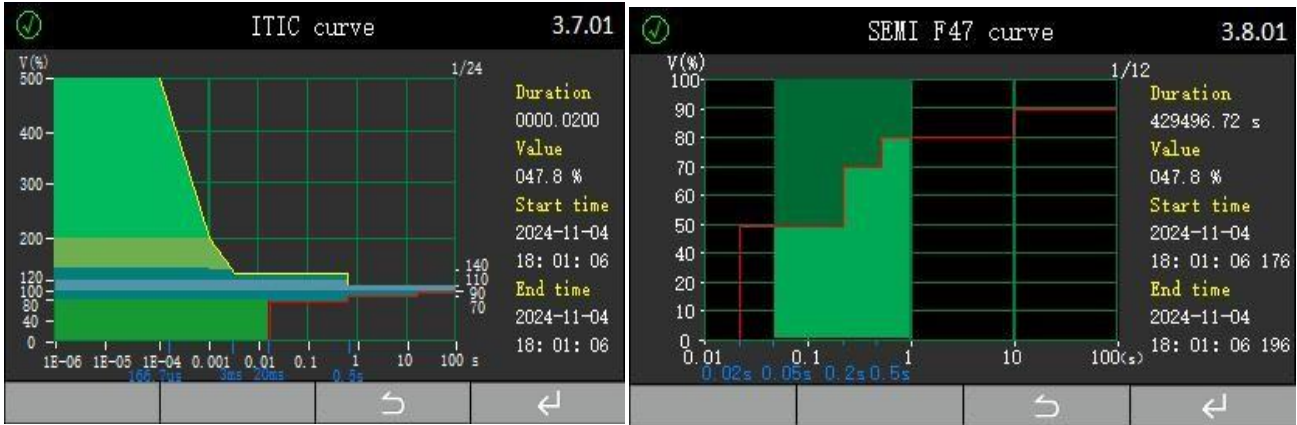 ITIC curve
3.7.01
V(%)
500
1/24
400
300
200
120
100
80
40
0
140
110
90
70
1E-06 1E-05 1E-04 0.001 0.01 0.1 1 10 100 s
166.7us 3ms 20ms 0.5s
Duration
0000.0200
Value
047.8 %
Start time
2024-11-04
18: 01: 06
End time
2024-11-04
18: 01: 06
SEMI F47 curve
3.8.01
V(%)
100
1/12
90
80
70
60
50
40
20
10
0
0.01 0.1 1 10 100(s)
0.02s 0.05s 0.2s 0.5s
Duration
429496.72 s
Value
047.8 %
Start time
2024-11-04
18: 01: 06 176
End time
2024-11-04
18: 01: 06 196